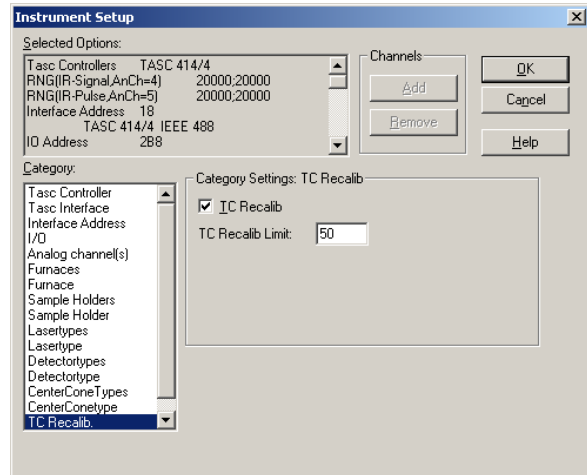 Instrument Setup
Selected Options:
Tasc Controllers TASC 414/4
RNG(IR-Signal,AnCh=4) 20000;20000
RNG(IR-Pulse,AnCh=5) 20000;20000
Interface Address 18
TASC 414/4 IEEE 488
IO Address 2B8
Channels
Add
Remove
OK
Cancel
Help
Category:
Tasc Controller
Tasc Interface
Interface Address
I/O
Analog channel(s)
Furnaces
Furnace
Sample Holders
Sample Holder
Lasertypes
Lasertype
Detectortypes
Detectortype
CenterConeTypes
CenterConetype
TC Recalib.
Category Settings: TC Recalib
TC Recalib
TC Recalib Limit: 50